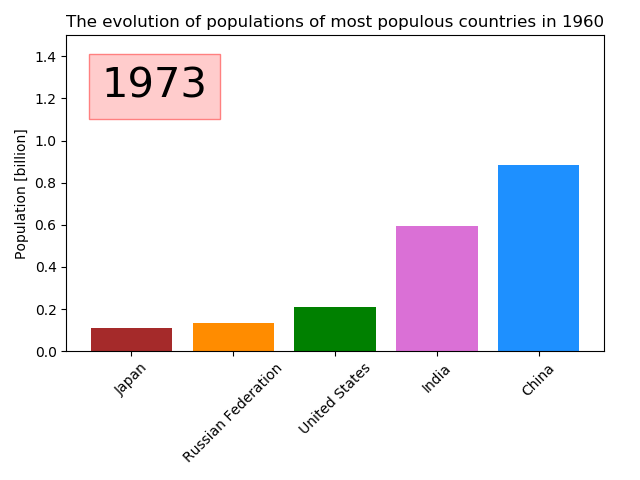 The evolution of populations of most populous countries in 1960
1973
Population [billion]
1.4
1.2
1.0
0.8
0.6
0.4
0.2
0.0
Japan
Russian Federation
United States
India
China